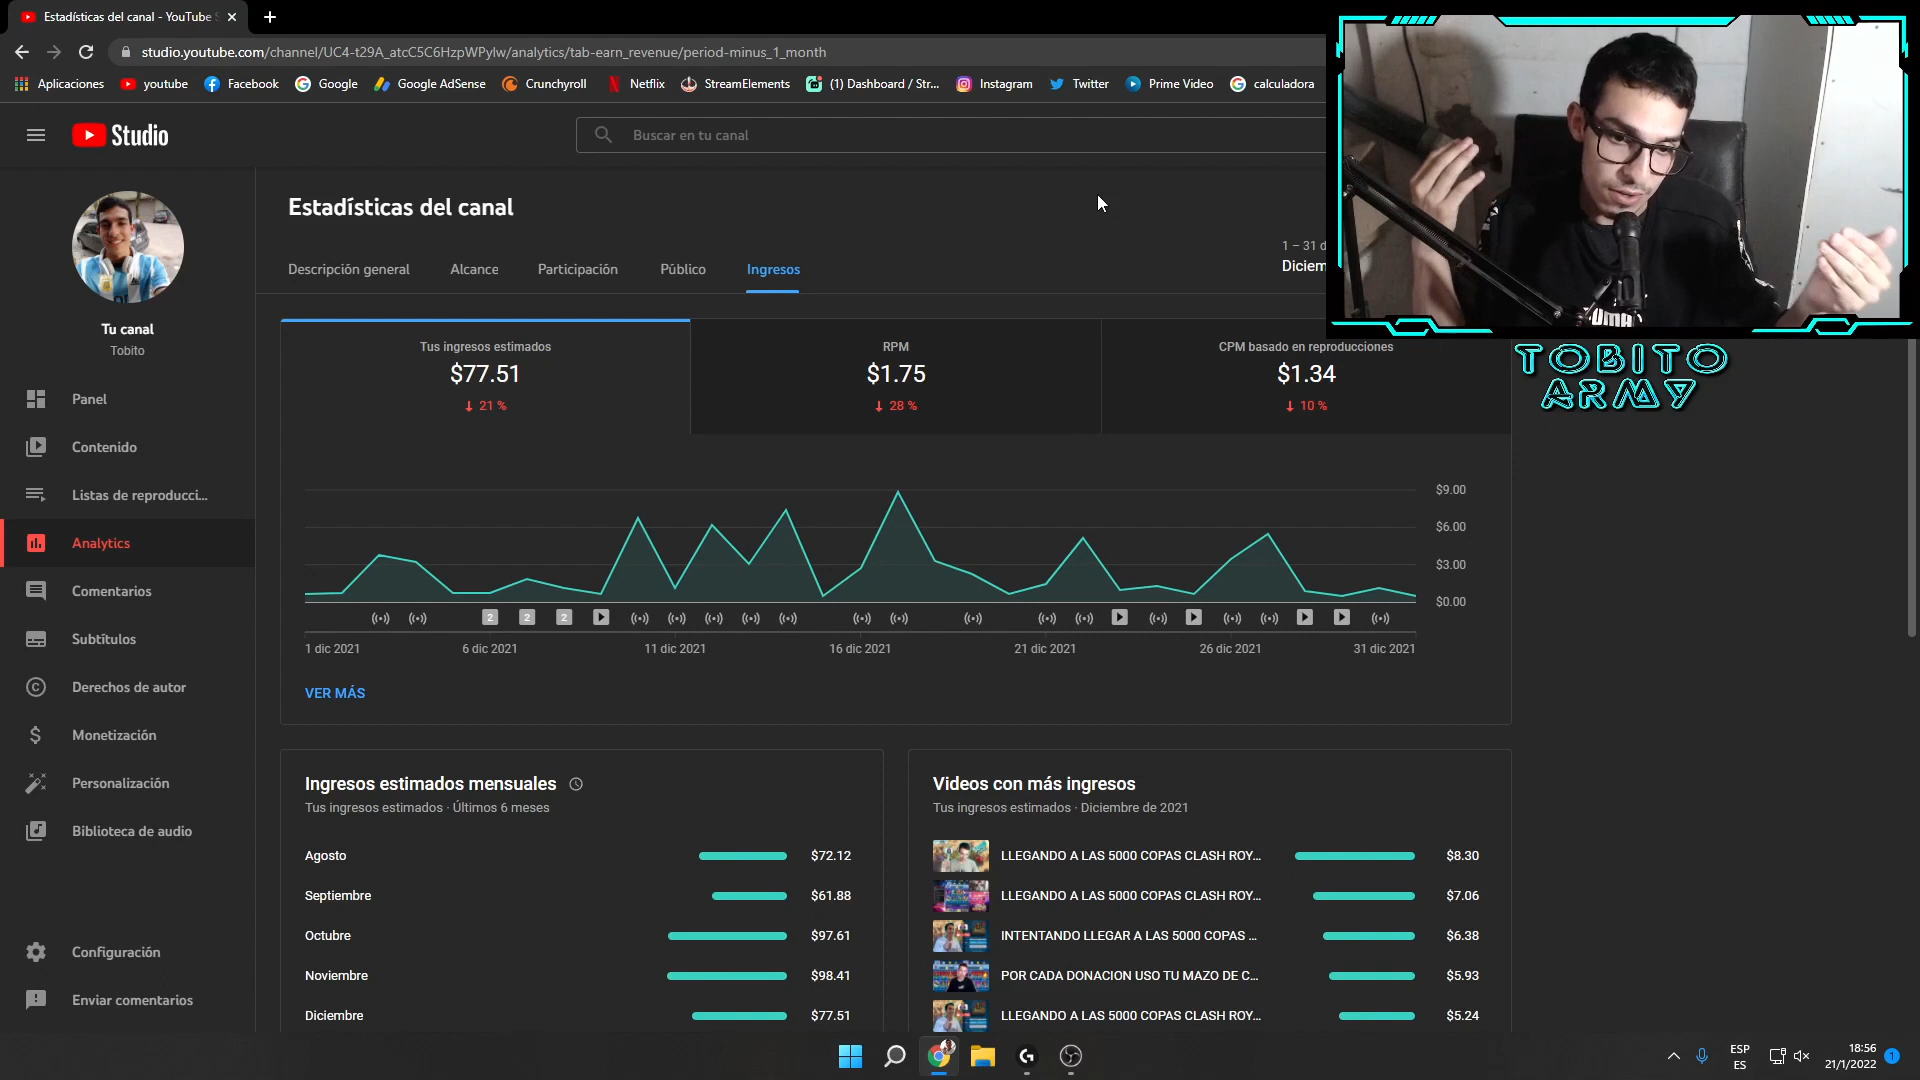 Estadísticas del canal - YouTube S
studio.youtube.com/channel/UC4-t29A_atcC5C6HzpWPylw/analytics/tab-earn_revenue/period-minus_1_month
Aplicaciones
youtube
Facebook
Google
Google AdSense
Crunchyroll
Netflix
StreamElements
(1) Dashboard / Str...
Instagram
Twitter
Prime Video
calculadora
Studio
Buscar en tu canal
Tu canal
Tobito
Panel
Contenido
Listas de reproducci...
Analytics
Comentarios
Subtítulos
Derechos de autor
Monetización
Personalización
Biblioteca de audio
Configuración
Enviar comentarios
Estadísticas del canal
Descripción general
Alcance
Participación
Público
Ingresos
1 – 31 d
Diciem
PUMA
TOBITO
ARMY
Tus ingresos estimados
$77.51
21 %
RPM
$1.75
28 %
CPM basado en reproducciones
$1.34
10 %
$9.00
$6.00
$3.00
$0.00
2
2
2
1 dic 2021
6 dic 2021
11 dic 2021
16 dic 2021
21 dic 2021
26 dic 2021
31 dic 2021
VER MÁS
Ingresos estimados mensuales
Tus ingresos estimados · Últimos 6 meses
Agosto $72.12
Septiembre $61.88
Octubre $97.61
Noviembre $98.41
Diciembre $77.51
Videos con más ingresos
Tus ingresos estimados · Diciembre de 2021
LLEGANDO A LAS 5000 COPAS CLASH ROY... $8.30
LLEGANDO A LAS 5000 COPAS CLASH ROY... $7.06
INTENTANDO LLEGAR A LAS 5000 COPAS ... $6.38
POR CADA DONACION USO TU MAZO DE C... $5.93
LLEGANDO A LAS 5000 COPAS CLASH ROY... $5.24
ESP
ES
18:56
21/1/2022
1